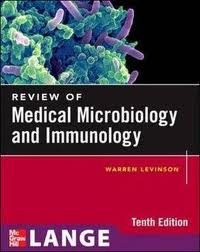 REVIEW OF
Medical Microbiology
and Immunology
WARREN LEVINSON
Tenth Edition
Mc
Graw
Hill
LANGE